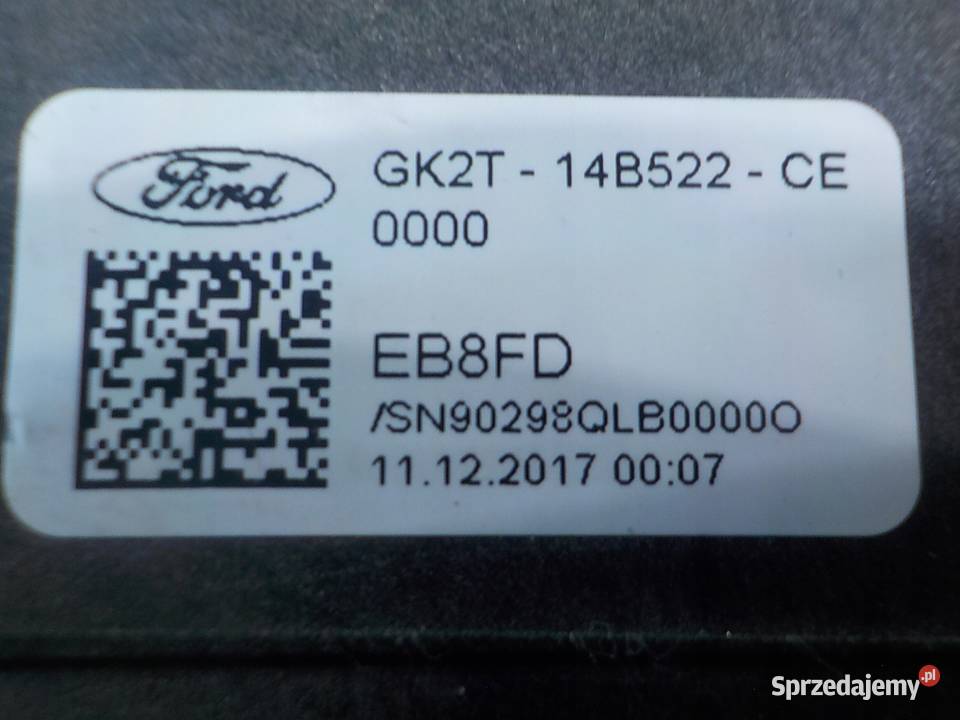 Ford
GK2T - 14B522 - CE
0000
EB8FD
/SN90298QLB0000O
11.12.2017 00:07
Sprzedajemy.pl